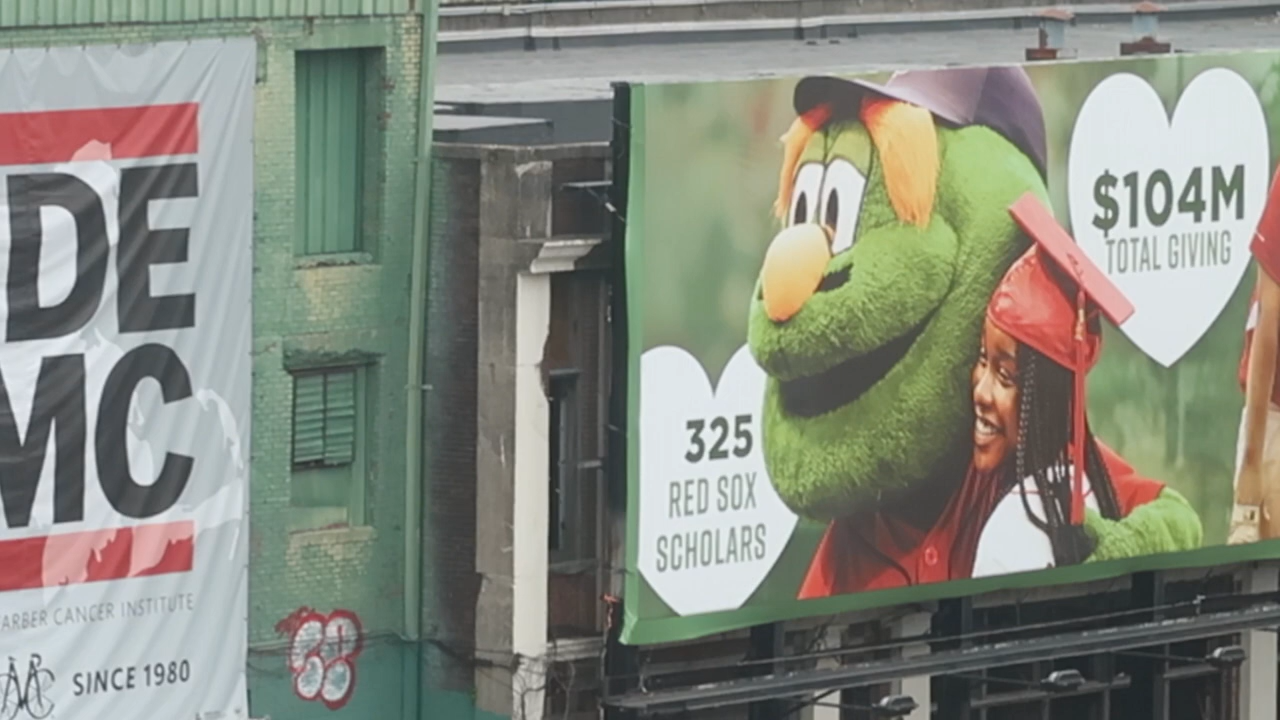 DE
MC
ARBER CANCER INSTITUTE
SINCE 1980
325
RED SOX
SCHOLARS
$104M
TOTAL GIVING